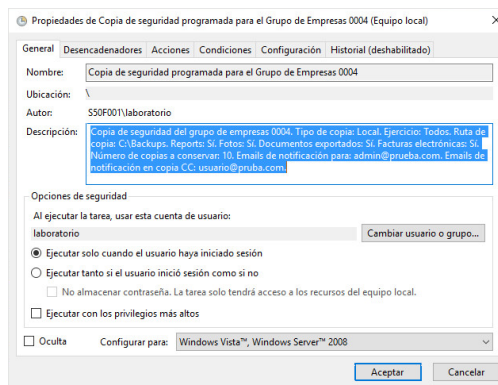 Propiedades de Copia de seguridad programada para el Grupo de Empresas 0004 (Equipo local)
General Desencadenadores Acciones Condiciones Configuración Historial (deshabilitado)
Nombre: Copia de seguridad programada para el Grupo de Empresas 0004
Ubicación: \
Autor: S50F001\laboratorio
Descripción: Copia de seguridad del grupo de empresas 0004. Tipo de copia: Local. Ejercicio: Todos. Ruta de
copia: C:\Backups. Reports: Sí. Fotos: Sí. Documentos exportados: Sí. Facturas electrónicas: Sí.
Número de copias a conservar: 10. Emails de notificación para: admin@prueba.com. Emails de
notificación en copia CC: usuario@pruba.com.
Opciones de seguridad
Al ejecutar la tarea, usar esta cuenta de usuario:
laboratorio Cambiar usuario o grupo...
Ejecutar solo cuando el usuario haya iniciado sesión
Ejecutar tanto si el usuario inició sesión como si no
No almacenar contraseña. La tarea solo tendrá acceso a los recursos del equipo local.
Ejecutar con los privilegios más altos
Oculta Configurar para: Windows Vista™, Windows Server™ 2008
Aceptar Cancelar